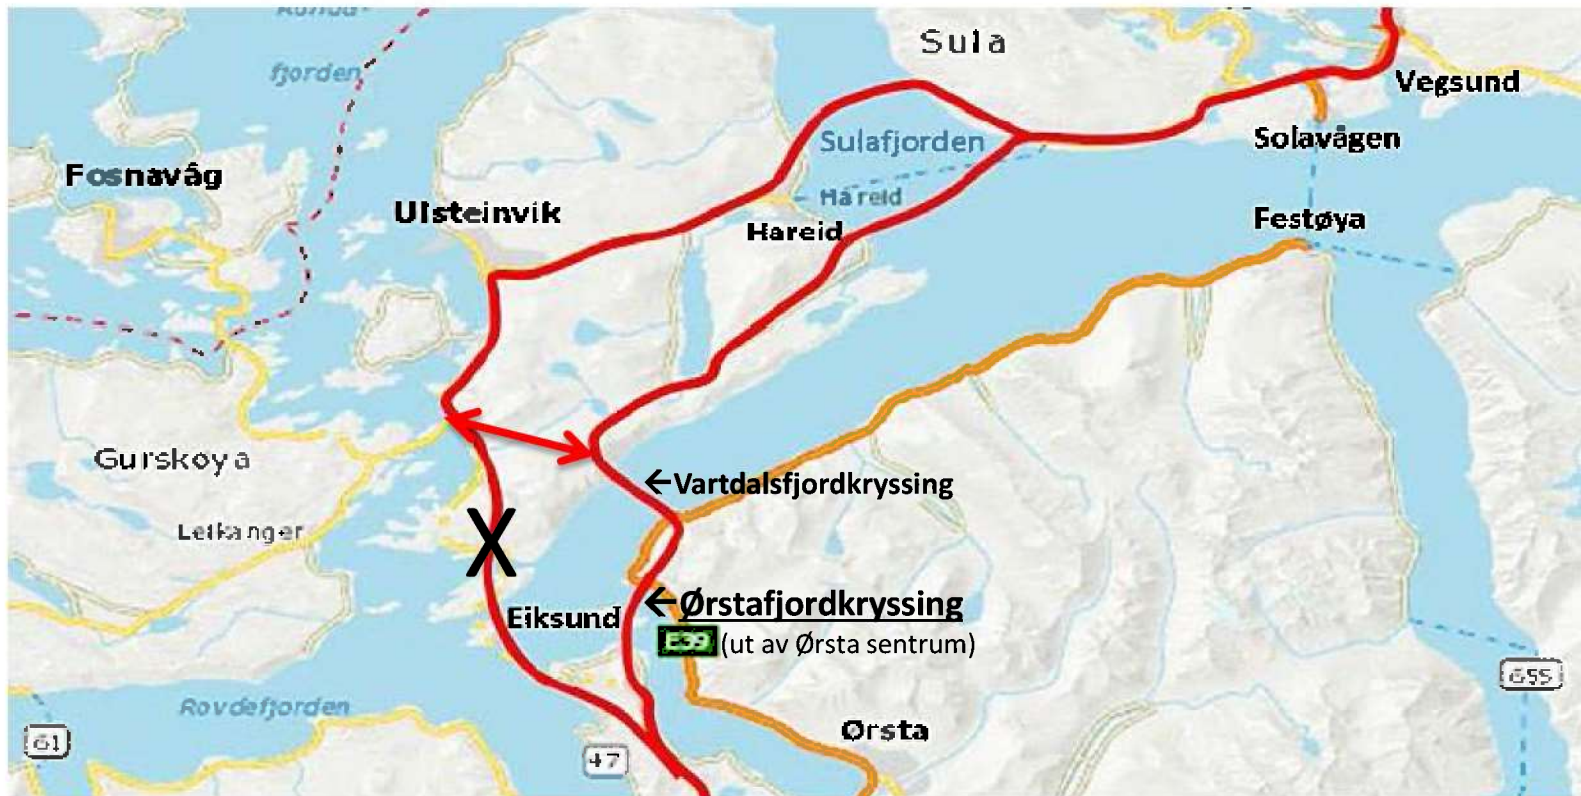 fjorden
Sula
Vegsund
Solavågen
Sulafjorden
Fosnavåg
Hareid
Ulsteinvik
Festøya
Hareid
Gurskøya
←Vartdalsfjordkryssing
Leikanger
←Ørstafjordkryssing
Eiksund
E39 (ut av Ørsta sentrum)
655
Rovdefjorden
Ørsta
61
47
X